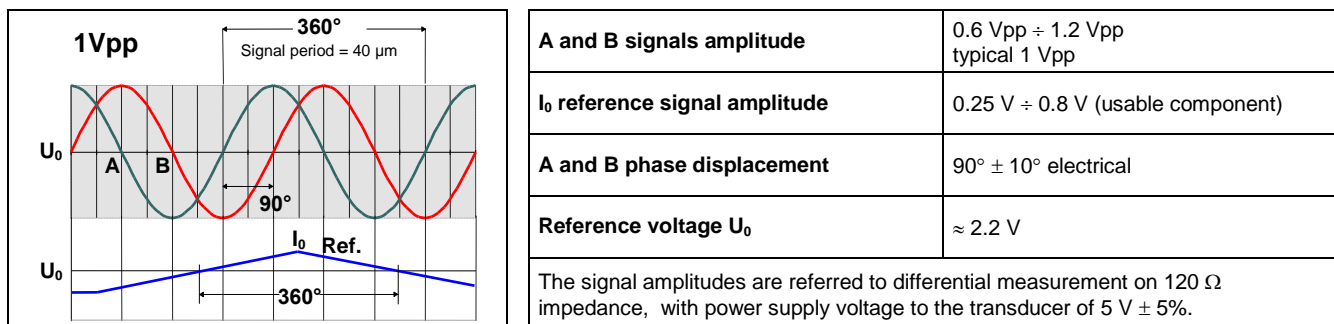 360°
1Vpp
Signal period = 40 µm
U₀
A B
90°
I₀ Ref.
U₀
360°
A and B signals amplitude
0.6 Vpp ÷ 1.2 Vpp
typical 1 Vpp
I₀ reference signal amplitude
0.25 V ÷ 0.8 V (usable component)
A and B phase displacement
90° ± 10° electrical
Reference voltage U₀
≈ 2.2 V
The signal amplitudes are referred to differential measurement on 120 Ω
impedance, with power supply voltage to the transducer of 5 V ± 5%.